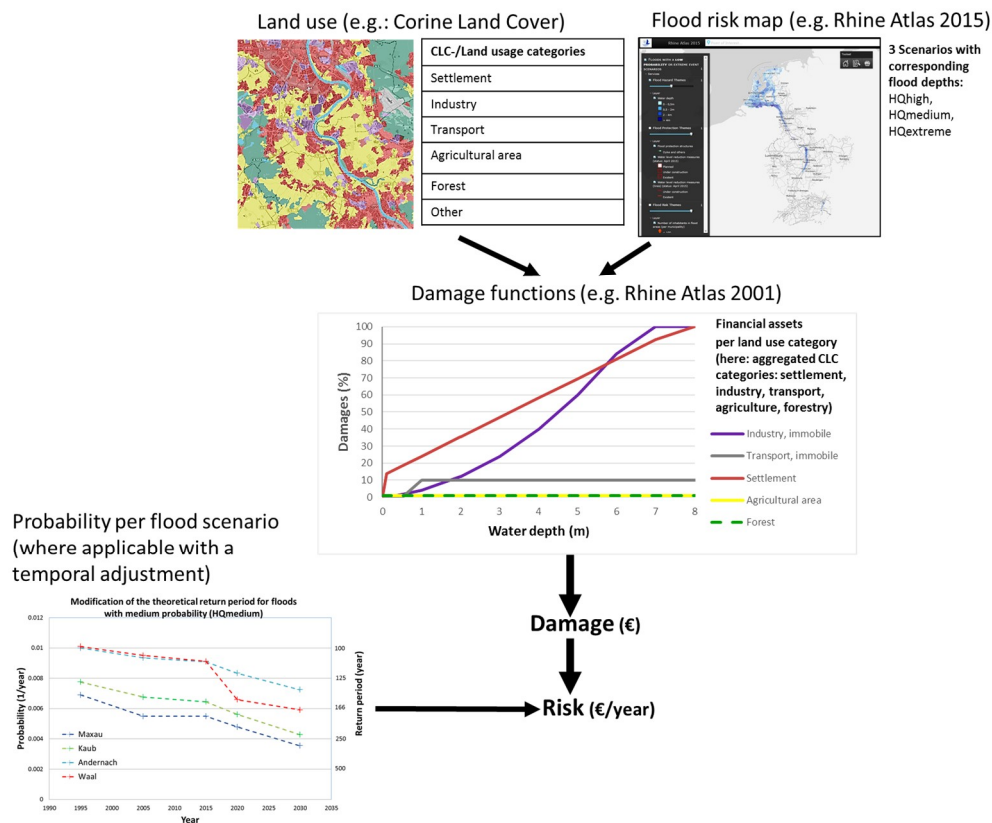 Land use (e.g.: Corine Land Cover)
CLC-/Land usage categories
Settlement
Industry
Transport
Agricultural area
Forest
Other
Flood risk map (e.g. Rhine Atlas 2015)
Rhine Atlas 2015
3 Scenarios with
corresponding
flood depths:
HQhigh,
HQmedium,
HQextreme
Damage functions (e.g. Rhine Atlas 2001)
100
90
80
70
60
50
40
30
20
10
0
Damages (%)
0 1 2 3 4 5 6 7 8
Water depth (m)
Financial assets
per land use category
(here: aggregated CLC
categories: settlement,
industry, transport,
agriculture, forestry)
Industry, immobile
Transport, immobile
Settlement
Agricultural area
Forest
Probability per flood scenario
(where applicable with a
temporal adjustment)
Modification of the theoretical return period for floods
with medium probability (HQmedium)
0.012
0.01
0.008
0.006
0.004
0.002
0
Probability (1/year)
100
125
166
250
500
Return period (year)
Maxau
Kaub
Andernach
Waal
1990 1995 2000 2005 2010 2015 2020 2025 2030 2035
Year
Damage (€)
Risk (€/year)